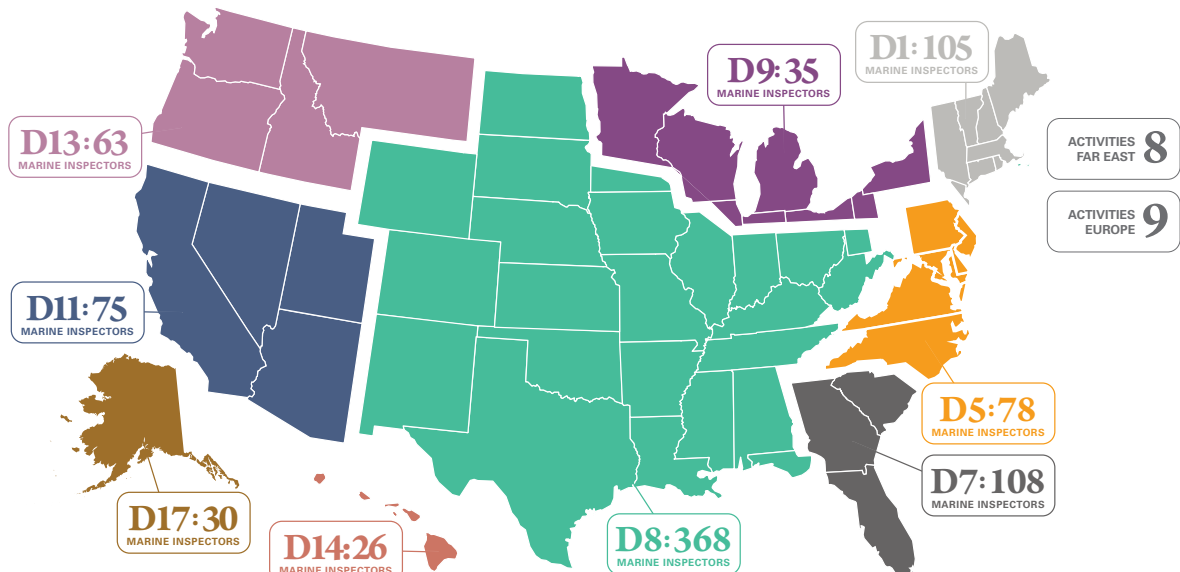 D1:105
MARINE INSPECTORS
D9:35
MARINE INSPECTORS
D13:63
MARINE INSPECTORS
ACTIVITIES
FAR EAST 8
ACTIVITIES
EUROPE 9
D11:75
MARINE INSPECTORS
D5:78
MARINE INSPECTORS
D7:108
MARINE INSPECTORS
D17:30
MARINE INSPECTORS
D14:26
MARINE INSPECTORS
D8:368
MARINE INSPECTORS